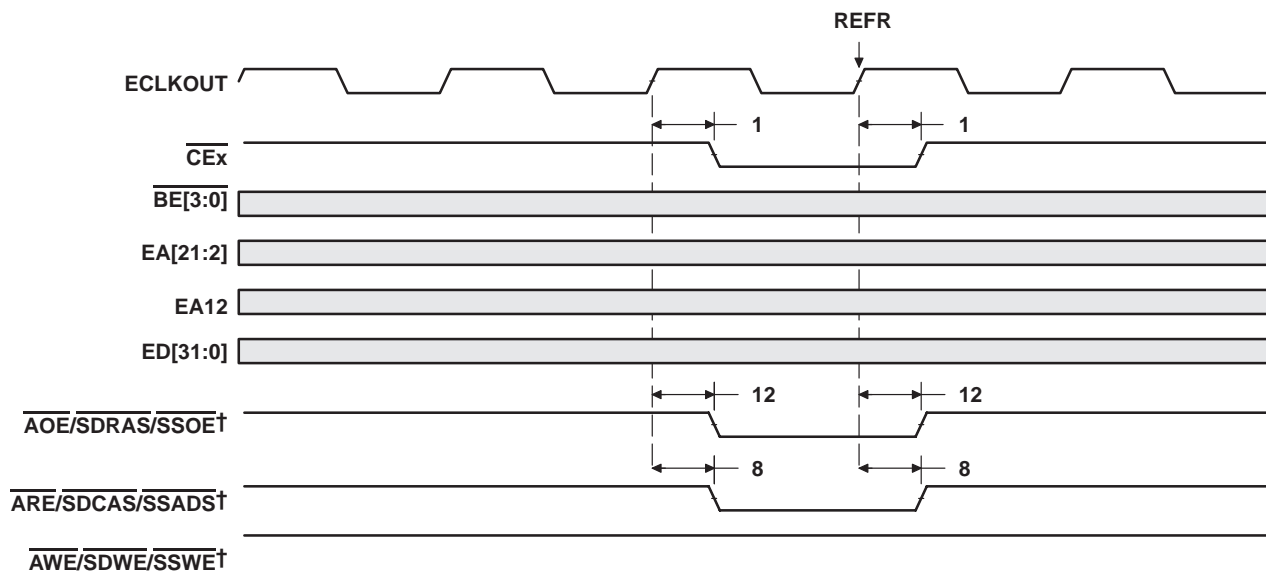 REFR
ECLKOUT
1 1
CEx
BE[3:0]
EA[21:2]
EA12
ED[31:0]
12 12
AOE/SDRAS/SSOE†
8 8
ARE/SDCAS/SSADS†
AWE/SDWE/SSWE†